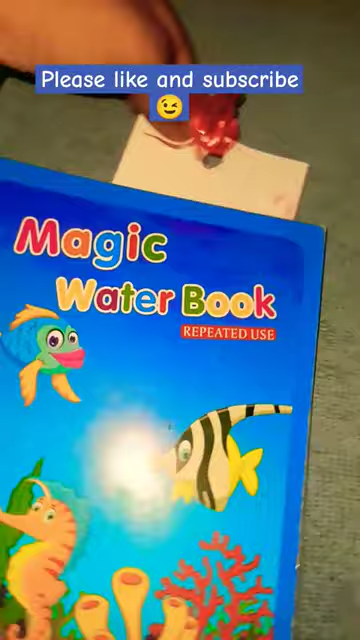 Please like and subscribe
😉
Magic
Water Book
REPEATED USE